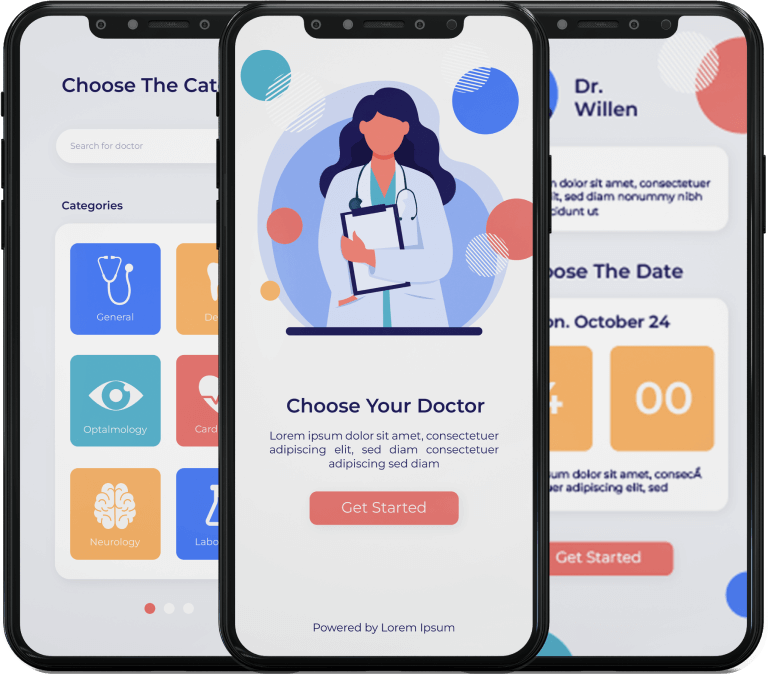 Choose The Cat
Search for doctor
Categories
General
De
Optalmology
Card
Neurology
Labo
Choose Your Doctor
Lorem ipsum dolor sit amet, consectetuer
adipiscing elit, sed diam consectetuer
adipiscing sed diam
Get Started
Powered by Lorem Ipsum
Dr.
Willen
dolor sit amet, consectetuer
sed diam nonummy nibh
cidunt ut
oose The Date
on. October 24
00
um dolor sit amet, consecÁ
er adipiscing elit, sed
Get Started